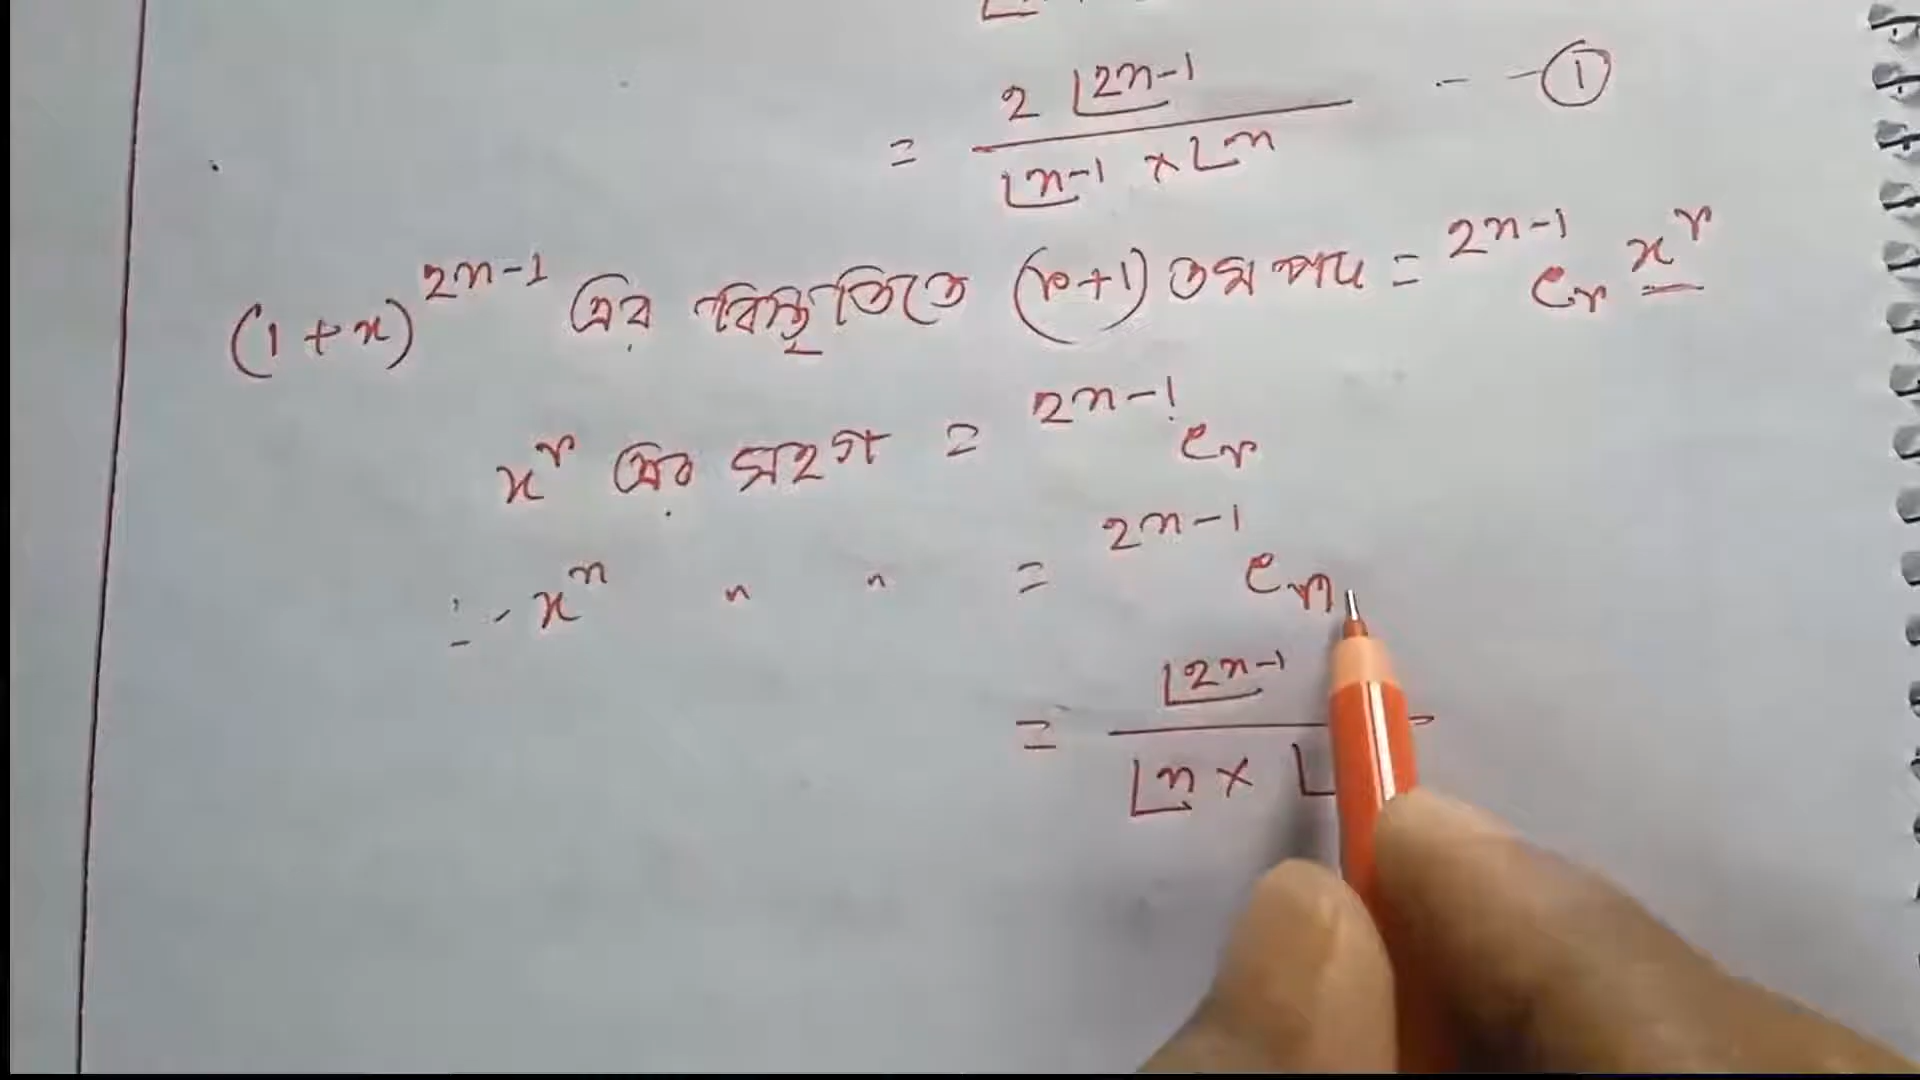 = 2 ⌊2n-1 / ⌊n-1 × ⌊n - - ①
(1+x)^2n-1 এর বিস্তৃতিতে (r+1) তম পদ = ^2n-1 C_r x^r
x^r এর সহগ = ^2n-1 C_r
∴ x^n " " = ^2n-1 C_n
= ⌊2n-1 / ⌊n × ⌊